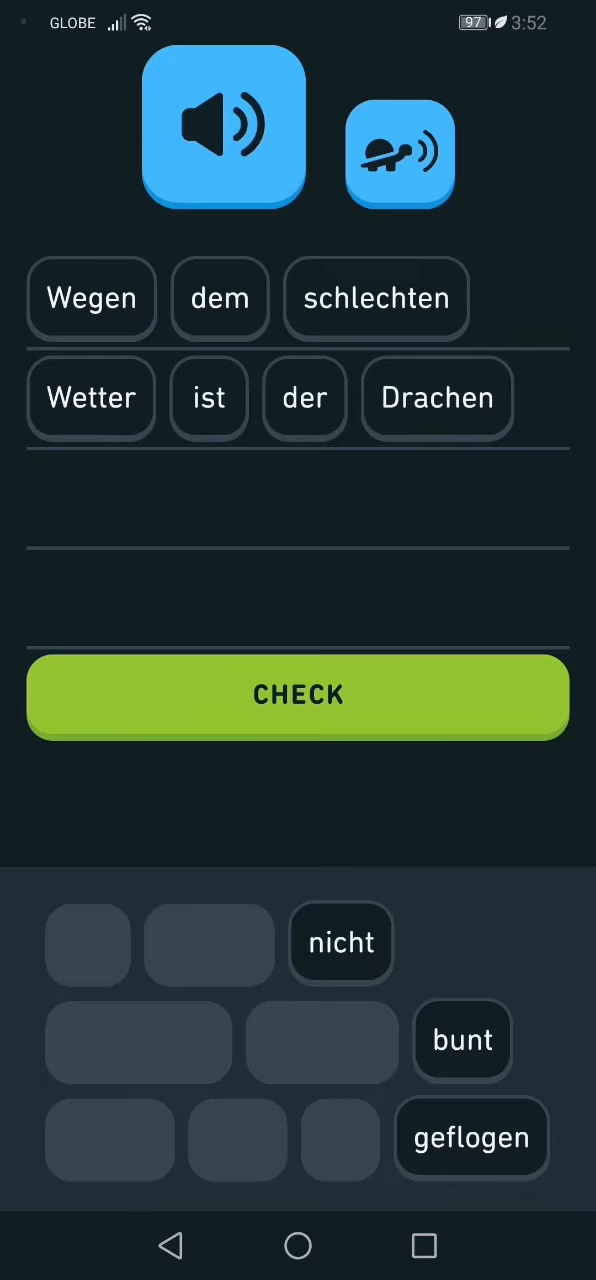 GLOBE 97 3:52
Wegen dem schlechten
Wetter ist der Drachen
CHECK
nicht
bunt
geflogen